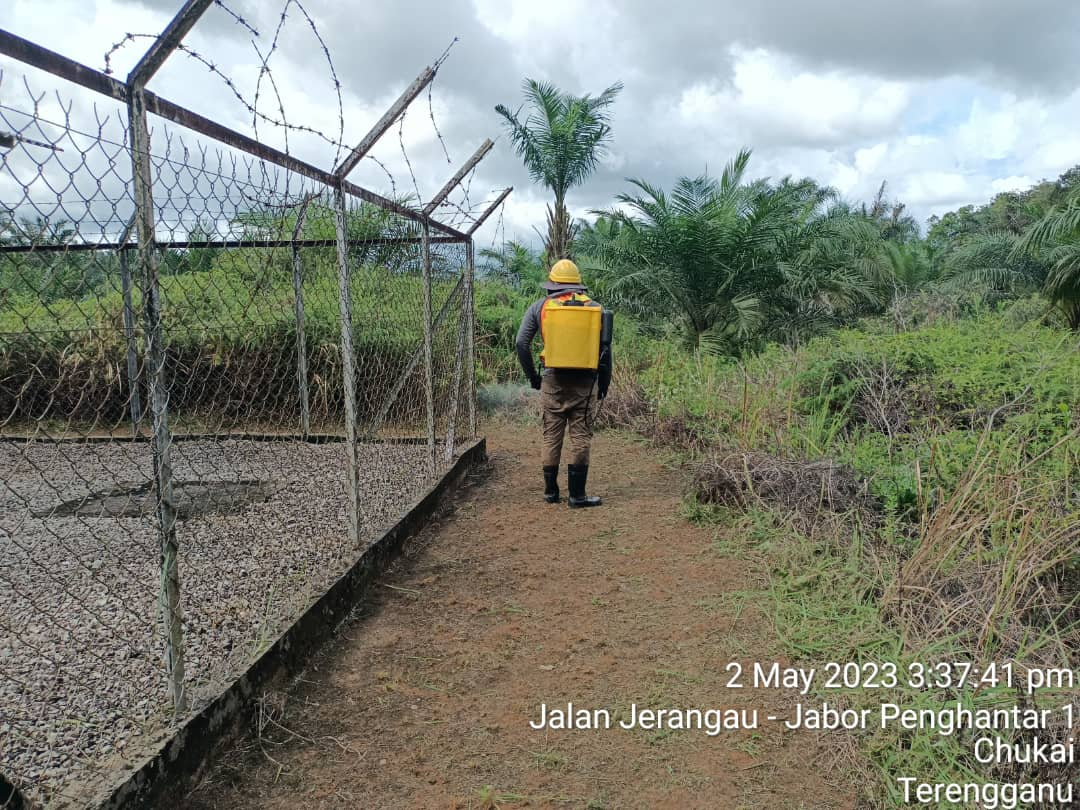 2 May 2023 3:37:41 pm
Jalan Jerangau - Jabor Penghantar 1
Chukai
Terengganu